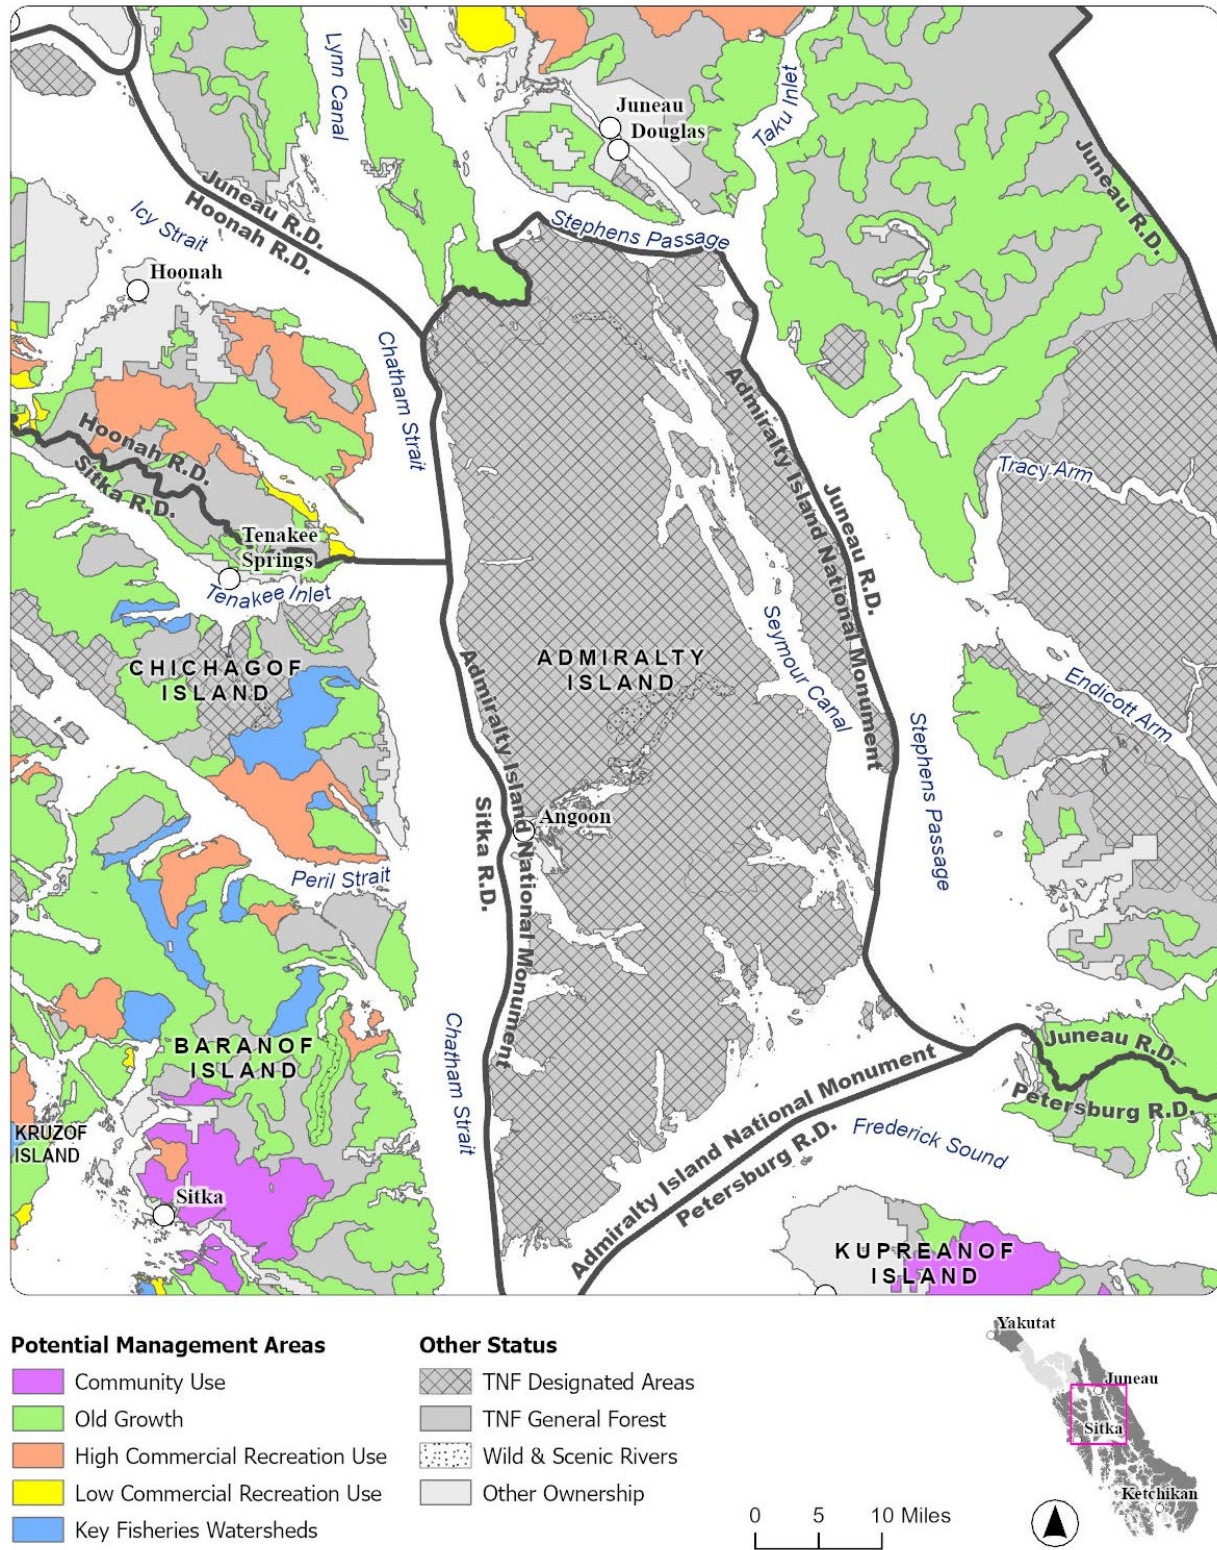 Lynn Canal
Juneau
Douglas
Taku Inlet
Juneau R.D.
Juneau R.D.
Hoonah R.D.
Icy Strait
Stephens Passage
Hoonah
Chatham Strait
Admiralty Island National Monument
Juneau R.D.
Hoonah R.D.
Sitka R.D.
Tracy Arm
Tenakee
Springs
Tenakee Inlet
Seymour Canal
CHICHAGOF
ISLAND
ADMIRALTY
ISLAND
Admiralty Island National Monument
Sitka R.D.
Endicott Arm
Stephens Passage
Angoon
Peril Strait
Chatham Strait
BARANOF
ISLAND
Juneau R.D.
Petersburg R.D.
KRUZOF
ISLAND
Admiralty Island National Monument
Petersburg R.D.
Frederick Sound
Sitka
KUPREANOF
ISLAND
Potential Management Areas
Community Use
Old Growth
High Commercial Recreation Use
Low Commercial Recreation Use
Key Fisheries Watersheds
Other Status
TNF Designated Areas
TNF General Forest
Wild & Scenic Rivers
Other Ownership
0 5 10 Miles
Yakutat
Juneau
Sitka
Ketchikan